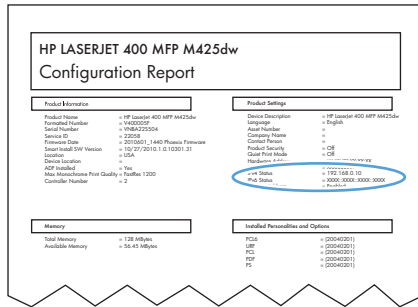 HP LASERJET 400 MFP M425dw
Configuration Report
Product Information
Product Name = HP LaserJet 400 MFP M425dw
Formatted Number = V400005F
Serial Number = VNBA225504
Service ID = 22058
Firmware Date = 2010601_1440 Phoenix Firmware
Smart Install SW Version = 10/27/2010.1.0.10301.31
Location = USA
Device Location =
ADF Installed = Yes
Max Monochrome Print Quality = FastRes 1200
Controller Number = 2
Product Settings
Device Description = HP LaserJet 400 MFP M425dw
Language = English
Asset Number =
Company Name =
Contact Person =
Product Security = Off
Quiet Print Mode = Off
Hardware
Status = 192.168.0.10
IPv6 Status = XXXX::XXXX::XXXX::XXXX
= Enabled
Memory
Total Memory = 128 MBytes
Available Memory = 56.45 MBytes
Installed Personalities and Options
PCL6 = (20040201)
URF = (20040201)
PCL = (20040201)
PDF = (20040201)
PS = (20040201)